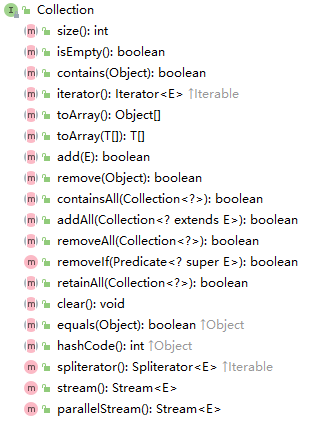 Collection
size(): int
isEmpty(): boolean
contains(Object): boolean
iterator(): Iterator<E> ↑Iterable
toArray(): Object[]
toArray(T[]): T[]
add(E): boolean
remove(Object): boolean
containsAll(Collection<?>): boolean
addAll(Collection<? extends E>): boolean
removeAll(Collection<?>): boolean
removeIf(Predicate<? super E>): boolean
retainAll(Collection<?>): boolean
clear(): void
equals(Object): boolean ↑Object
hashCode(): int ↑Object
spliterator(): Spliterator<E> ↑Iterable
stream(): Stream<E>
parallelStream(): Stream<E>